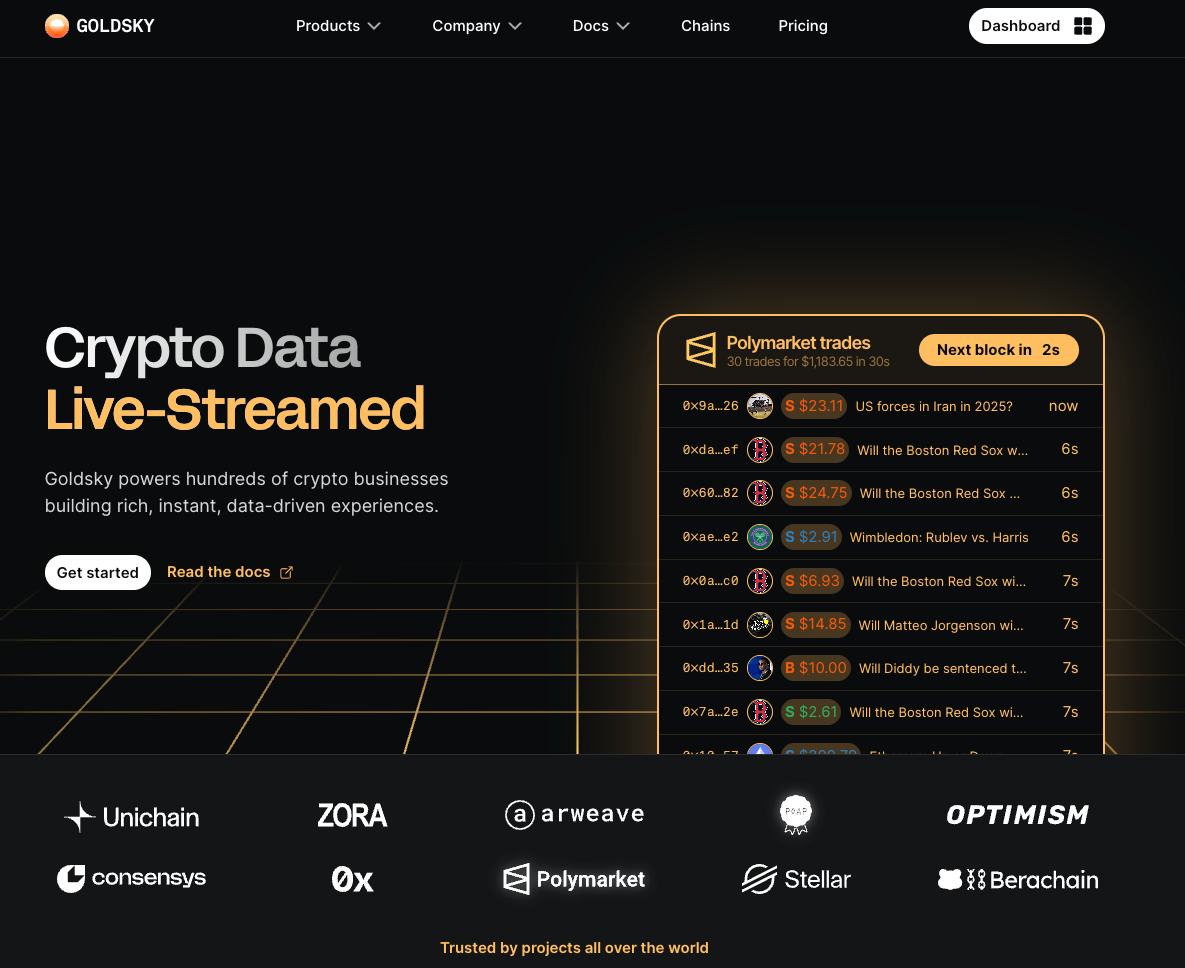 GOLDSKY Products Company Docs Chains Pricing Dashboard
Crypto Data
Live-Streamed
Goldsky powers hundreds of crypto businesses
building rich, instant, data-driven experiences.
Get started Read the docs
Polymarket trades
30 trades for $1,183.65 in 30s
Next block in 2s
0×9a…26 S $23.11 US forces in Iran in 2025? now
0×da…ef S $21.78 Will the Boston Red Sox w... 6s
0×60…82 S $24.75 Will the Boston Red Sox ... 6s
0×ae…e2 S $2.91 Wimbledon: Rublev vs. Harris 6s
0×0a…c0 S $6.93 Will the Boston Red Sox wi... 7s
0×1a…1d S $14.85 Will Matteo Jorgenson wi... 7s
0×dd…35 B $10.00 Will Diddy be sentenced t... 7s
0×7a…2e S $2.61 Will the Boston Red Sox wi... 7s
Unichain ZORA arweave POAP OPTIMISM
consensys 0x Polymarket Stellar Berachain
Trusted by projects all over the world